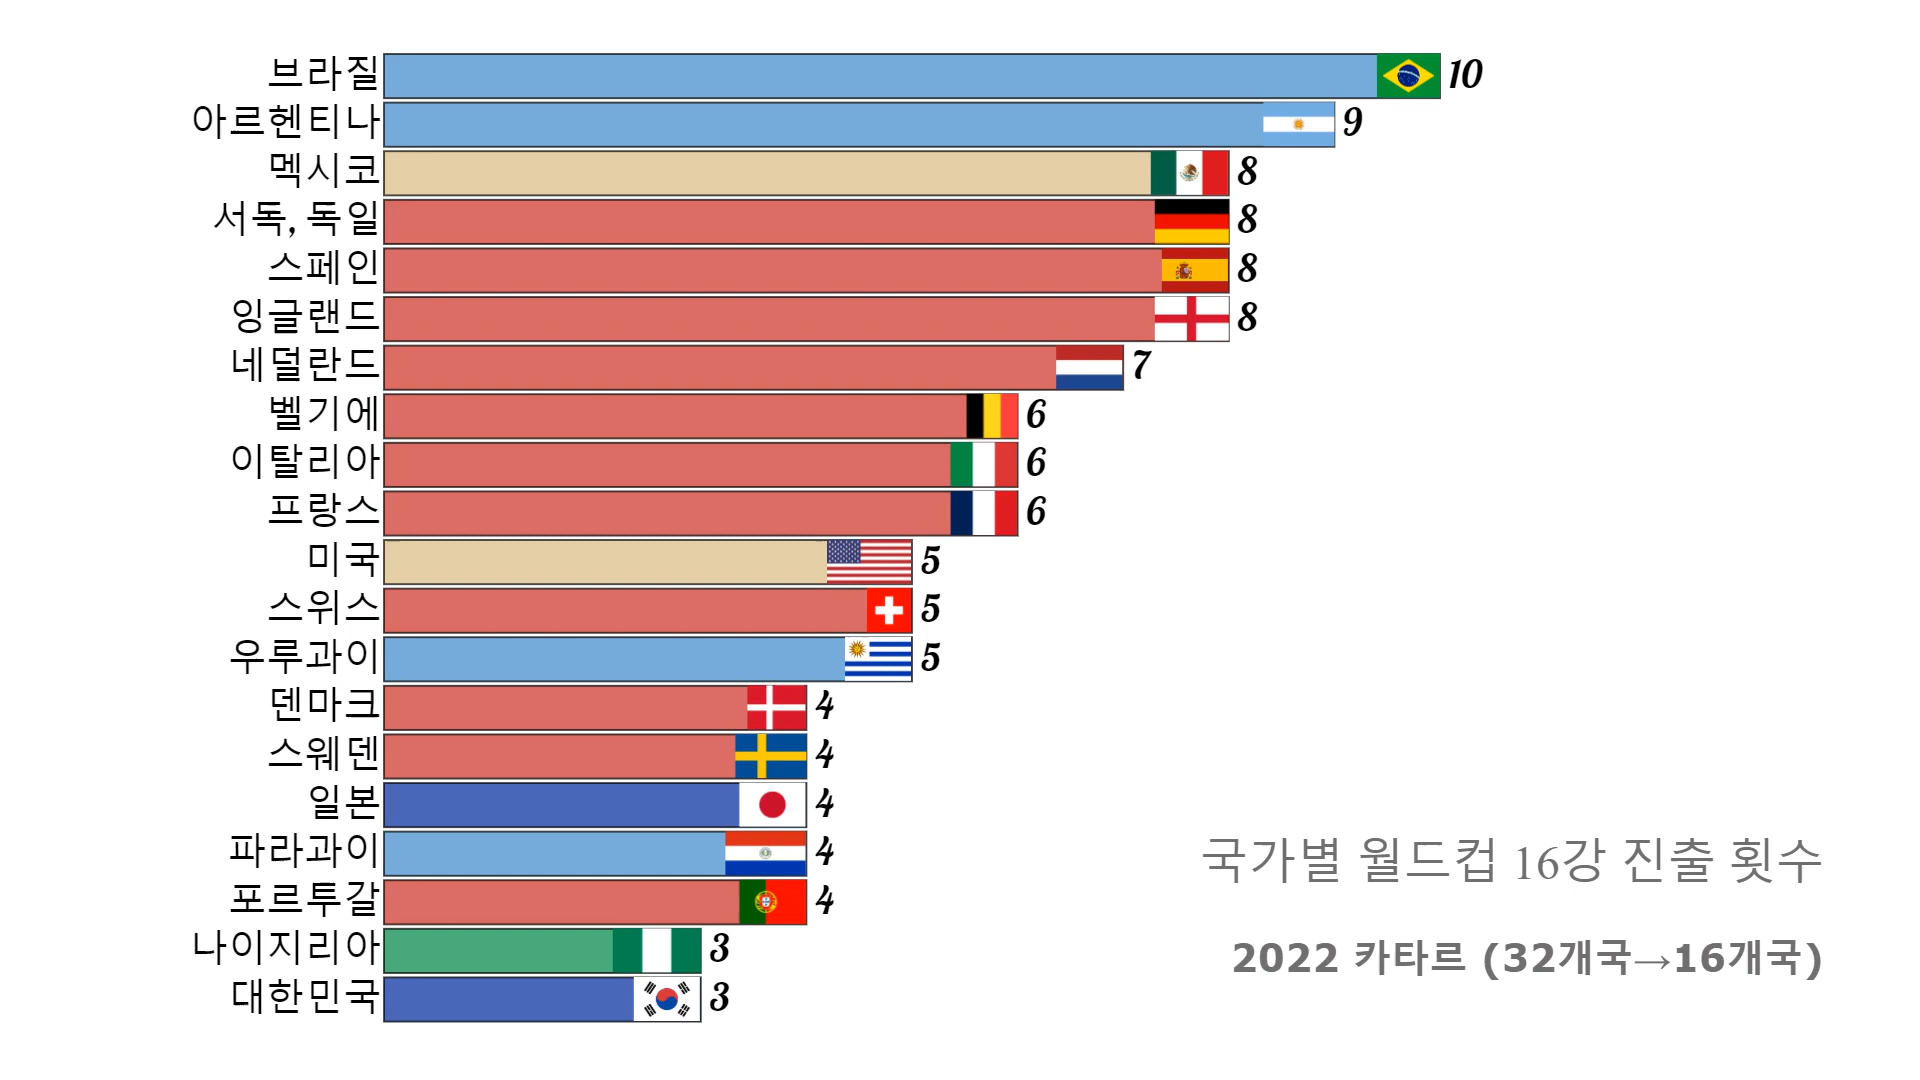 브라질 10
아르헨티나 9
멕시코 8
서독, 독일 8
스페인 8
잉글랜드 8
네덜란드 7
벨기에 6
이탈리아 6
프랑스 6
미국 5
스위스 5
우루과이 5
덴마크 4
스웨덴 4
일본 4
파라과이 4
포르투갈 4
나이지리아 3
대한민국 3
국가별 월드컵 16강 진출 횟수
2022 카타르 (32개국→16개국)